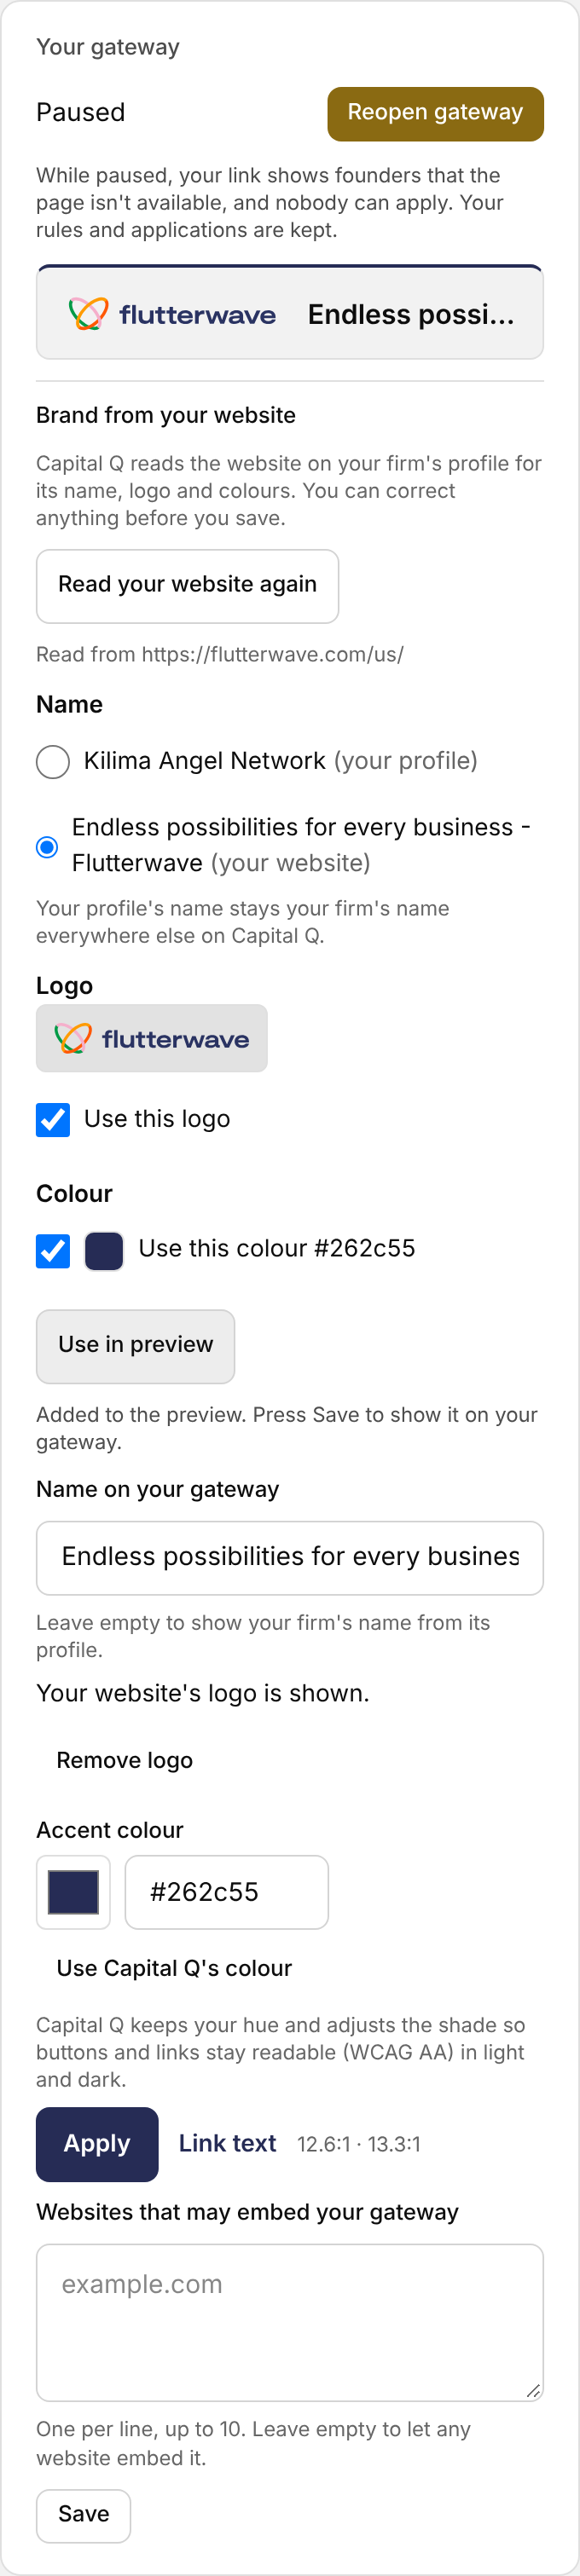 Your gateway
Paused
Reopen gateway
While paused, your link shows founders that the
page isn't available, and nobody can apply. Your
rules and applications are kept.
flutterwave Endless possi...
Brand from your website
Capital Q reads the website on your firm's profile for
its name, logo and colours. You can correct
anything before you save.
Read your website again
Read from https://flutterwave.com/us/
Name
Kilima Angel Network (your profile)
Endless possibilities for every business -
Flutterwave (your website)
Your profile's name stays your firm's name
everywhere else on Capital Q.
Logo
flutterwave
Use this logo
Colour
Use this colour #262c55
Use in preview
Added to the preview. Press Save to show it on your
gateway.
Name on your gateway
Endless possibilities for every busines
Leave empty to show your firm's name from its
profile.
Your website's logo is shown.
Remove logo
Accent colour
#262c55
Use Capital Q's colour
Capital Q keeps your hue and adjusts the shade so
buttons and links stay readable (WCAG AA) in light
and dark.
Apply Link text 12.6:1 · 13.3:1
Websites that may embed your gateway
example.com
One per line, up to 10. Leave empty to let any
website embed it.
Save